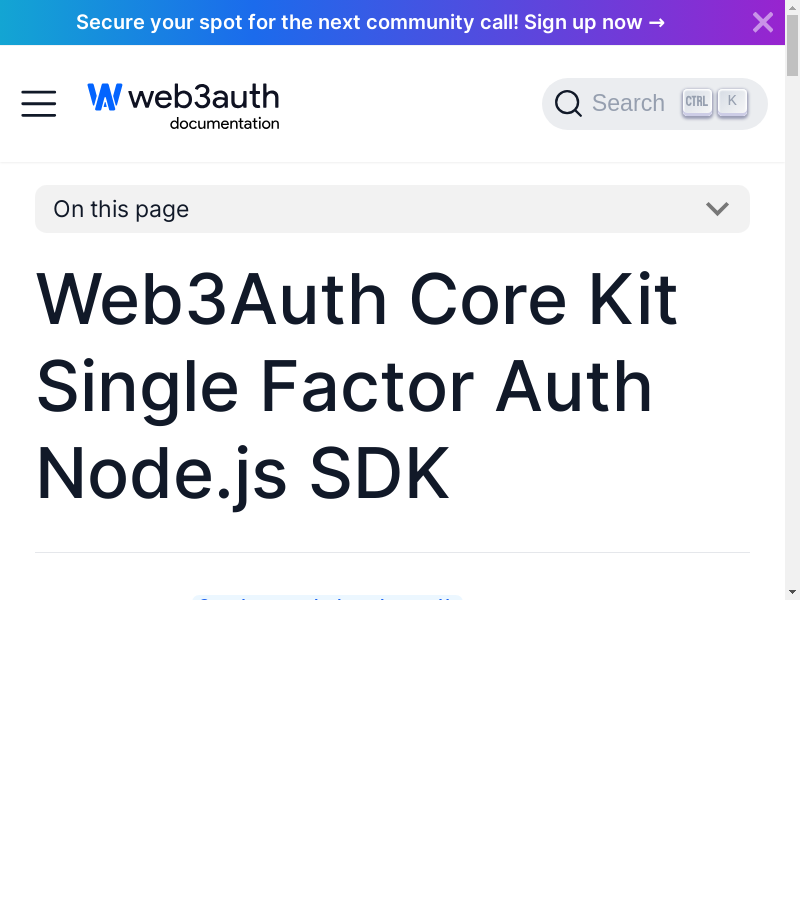 Secure your spot for the next community call! Sign up now →
web3auth
documentation
Search CTRL K
On this page
Web3Auth Core Kit
Single Factor Auth
Node.js SDK